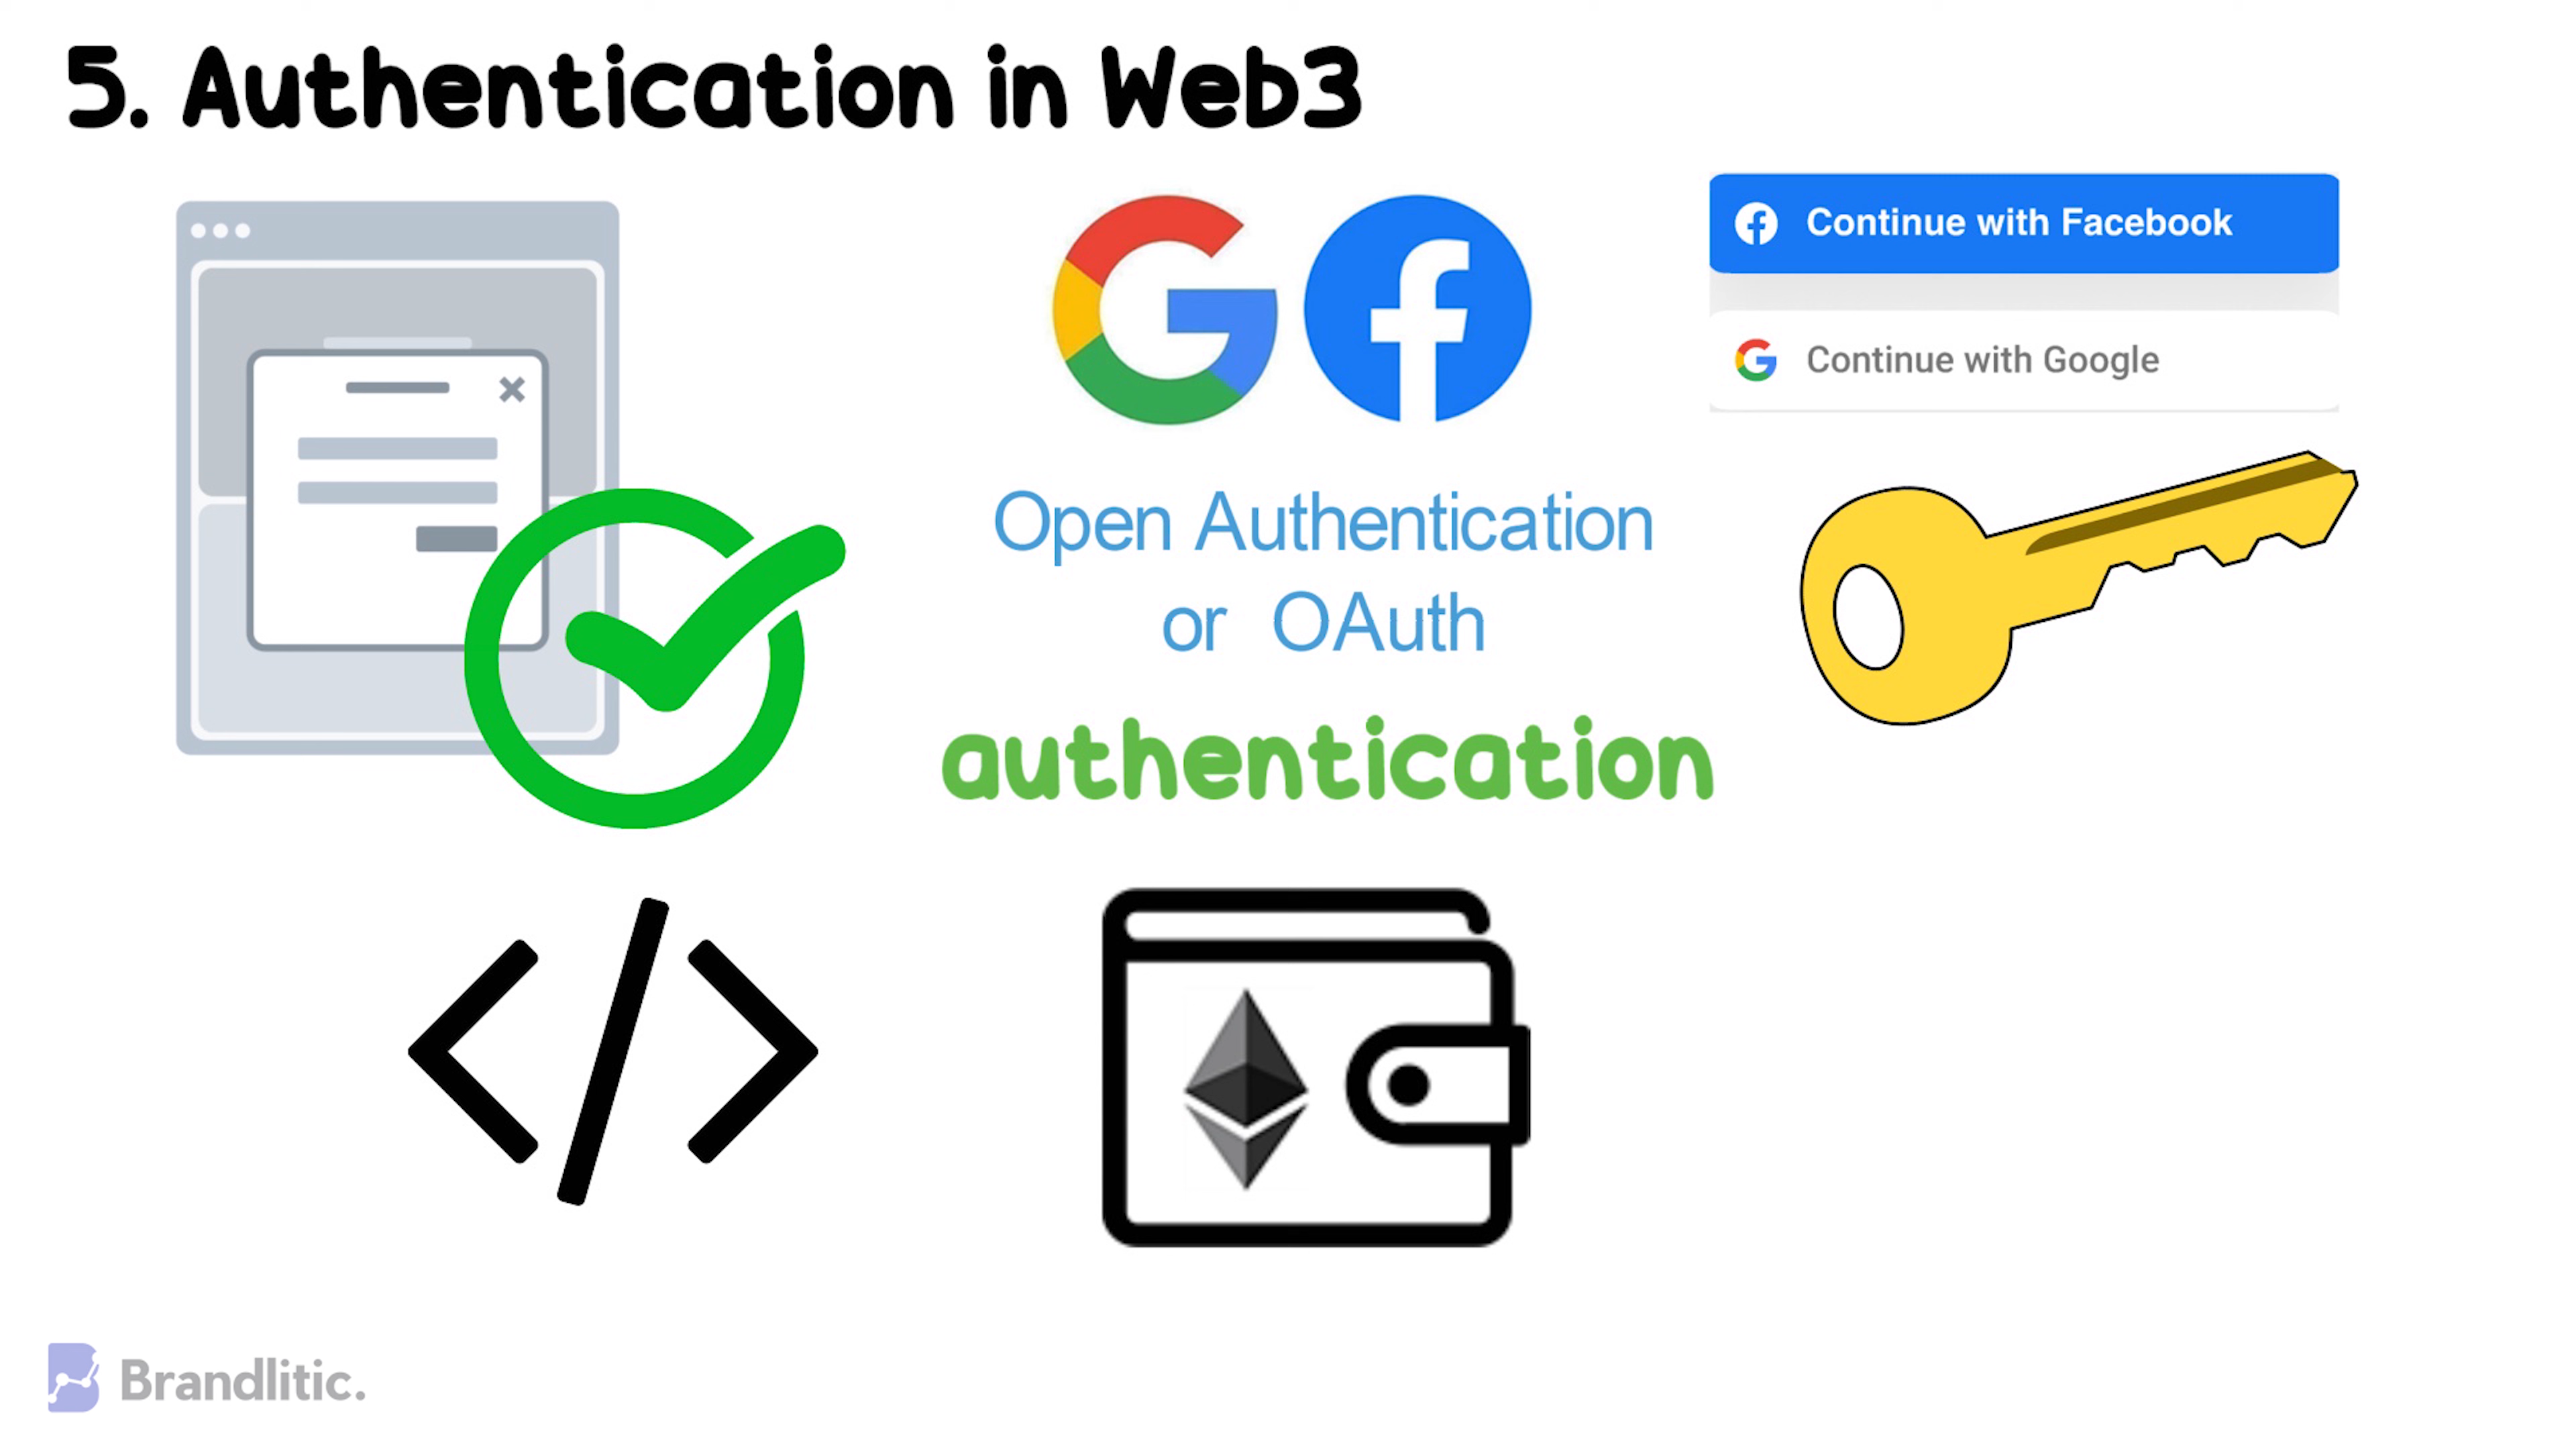 5. Authentication in Web3
Continue with Facebook
Continue with Google
Open Authentication
or OAuth
authentication
Brandlitic.